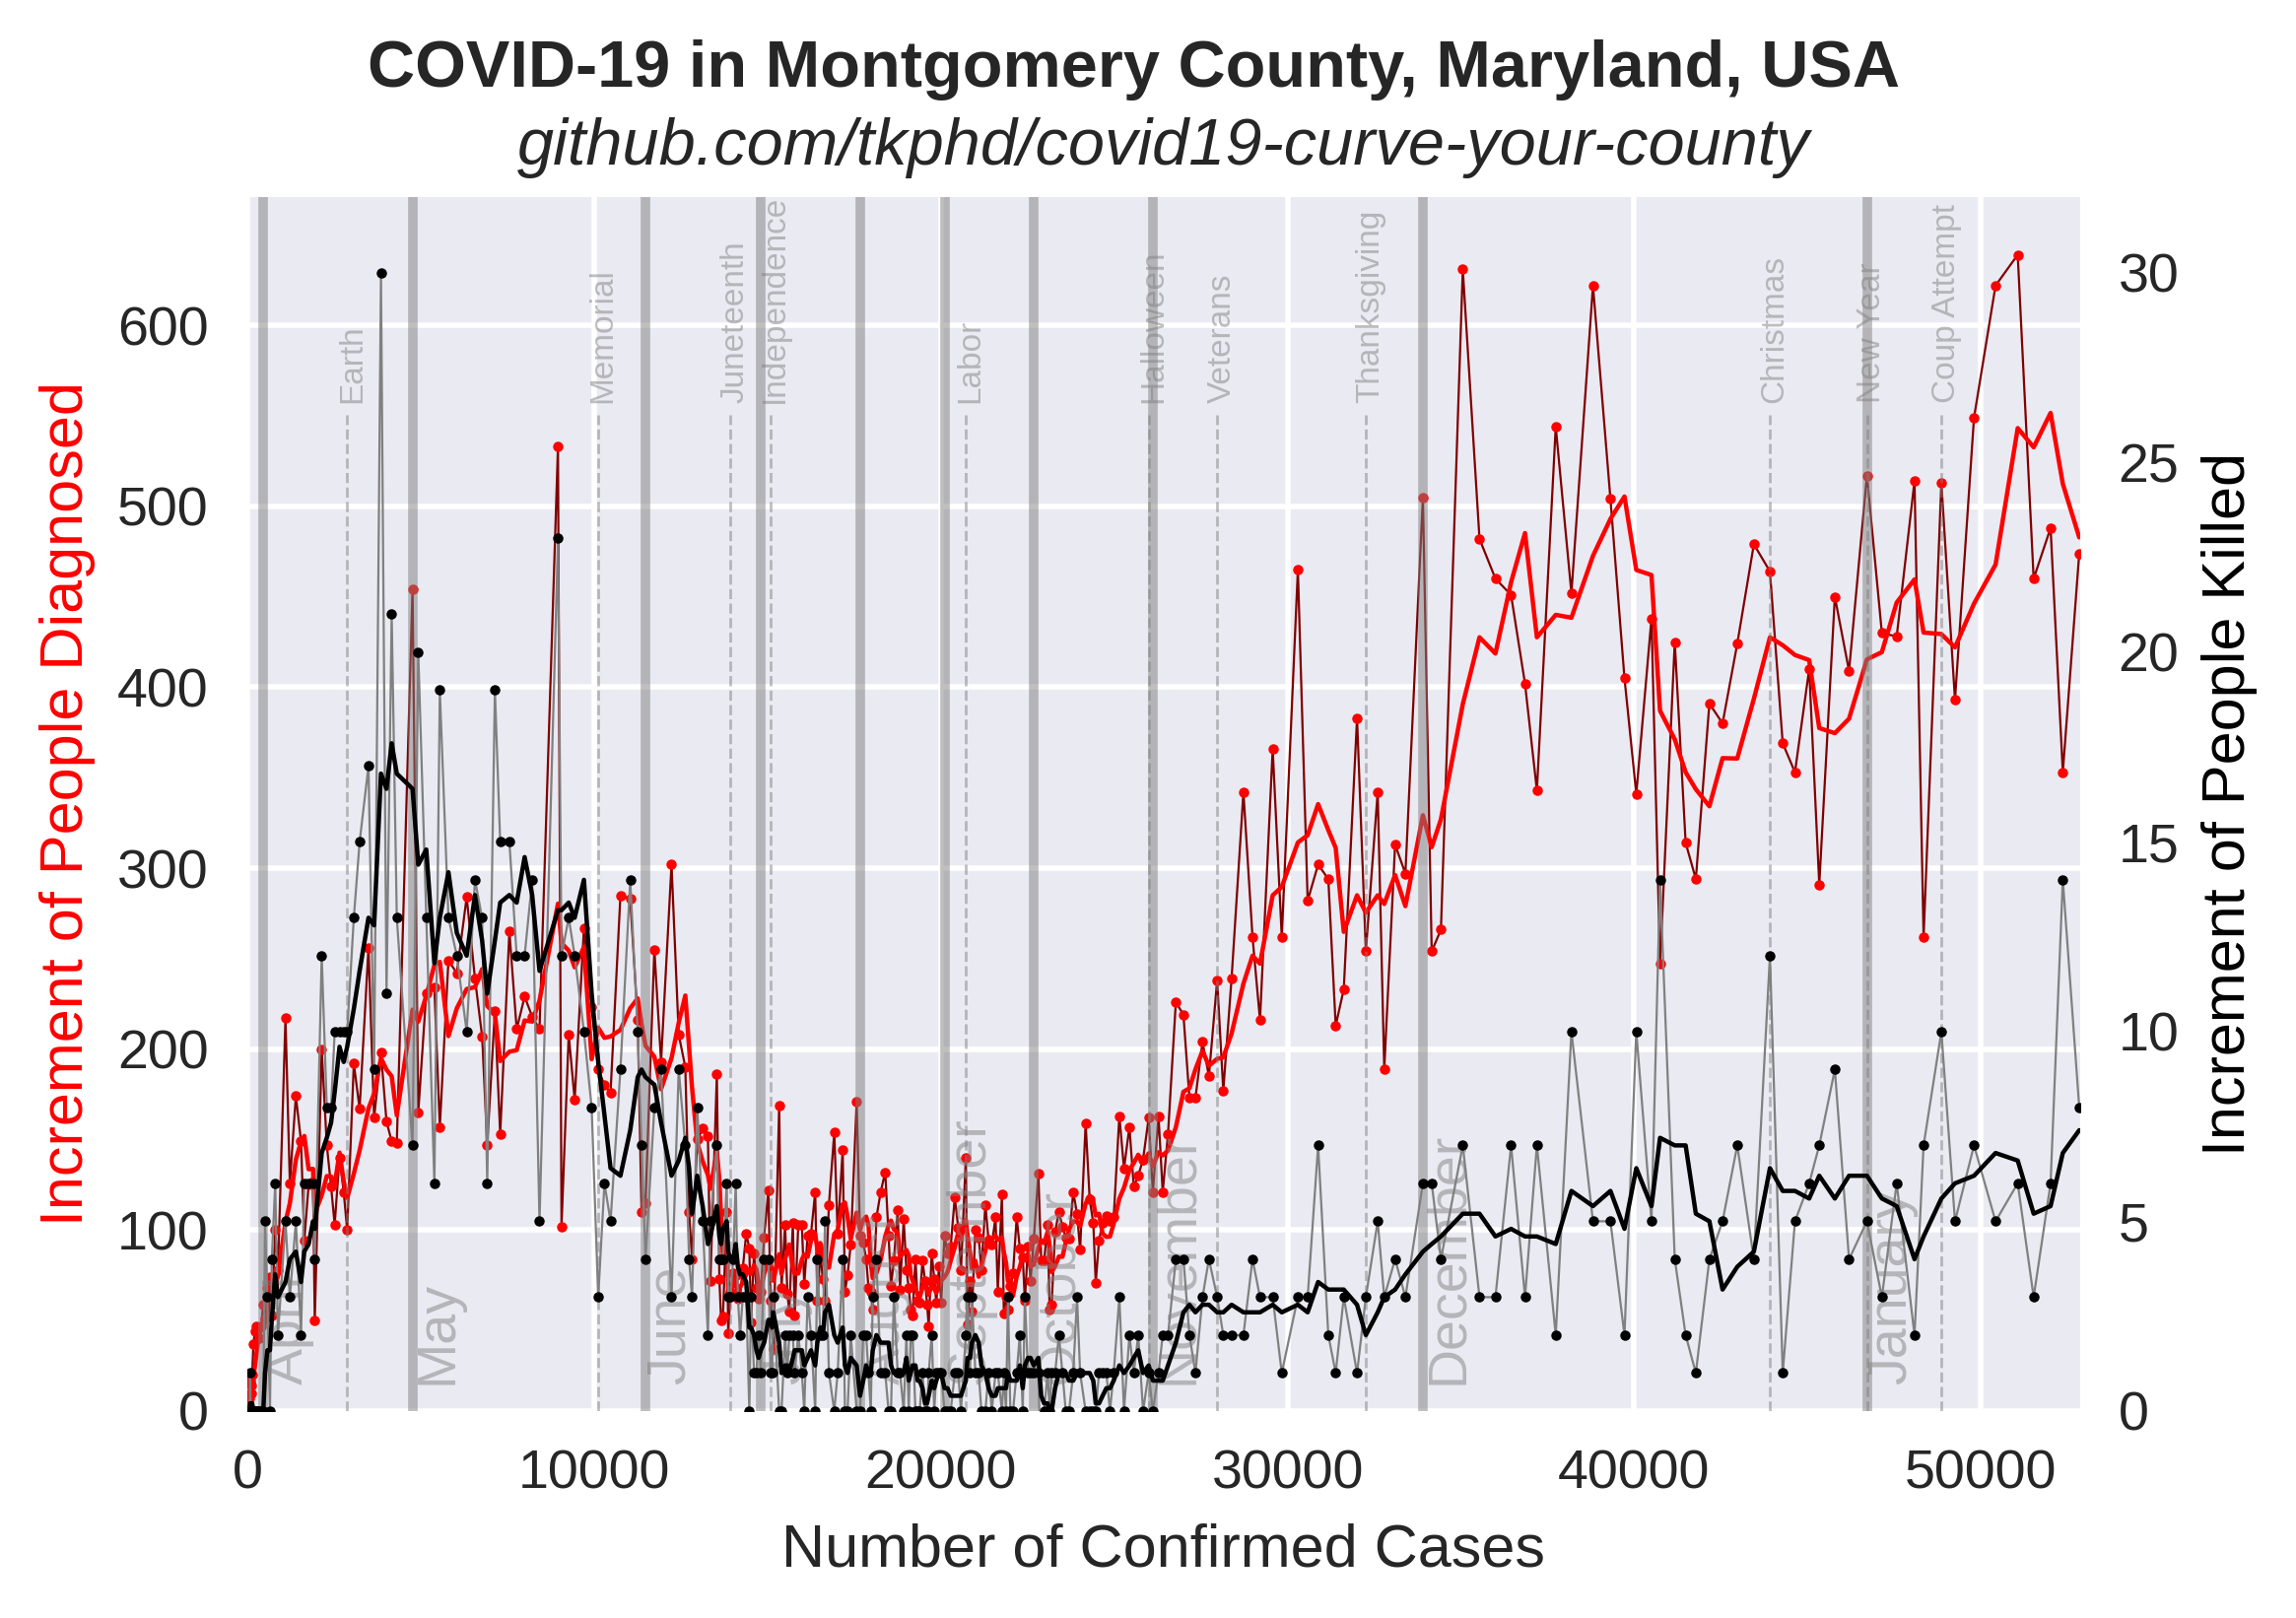 COVID-19 in Montgomery County, Maryland, USA
github.com/tkphd/covid19-curve-your-county
Increment of People Diagnosed
600
500
400
300
200
100
0
Earth
Memorial
Juneteenth
Independence
Labor
Halloween
Veterans
Thanksgiving
Christmas
New Year
Coup Attempt
April
May
June
September
October
November
December
January
30
25
20
15
10
5
0
Increment of People Killed
0
10000
20000
30000
40000
50000
Number of Confirmed Cases